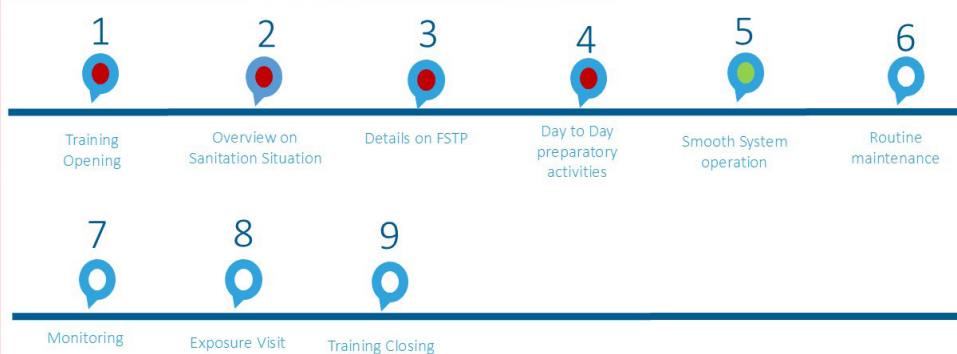 1 2 3 4 5 6
Training
Opening
Overview on
Sanitation Situation
Details on FSTP
Day to Day
preparatory
activities
Smooth System
operation
Routine
maintenance
7 8 9
Monitoring
Exposure Visit
Training Closing